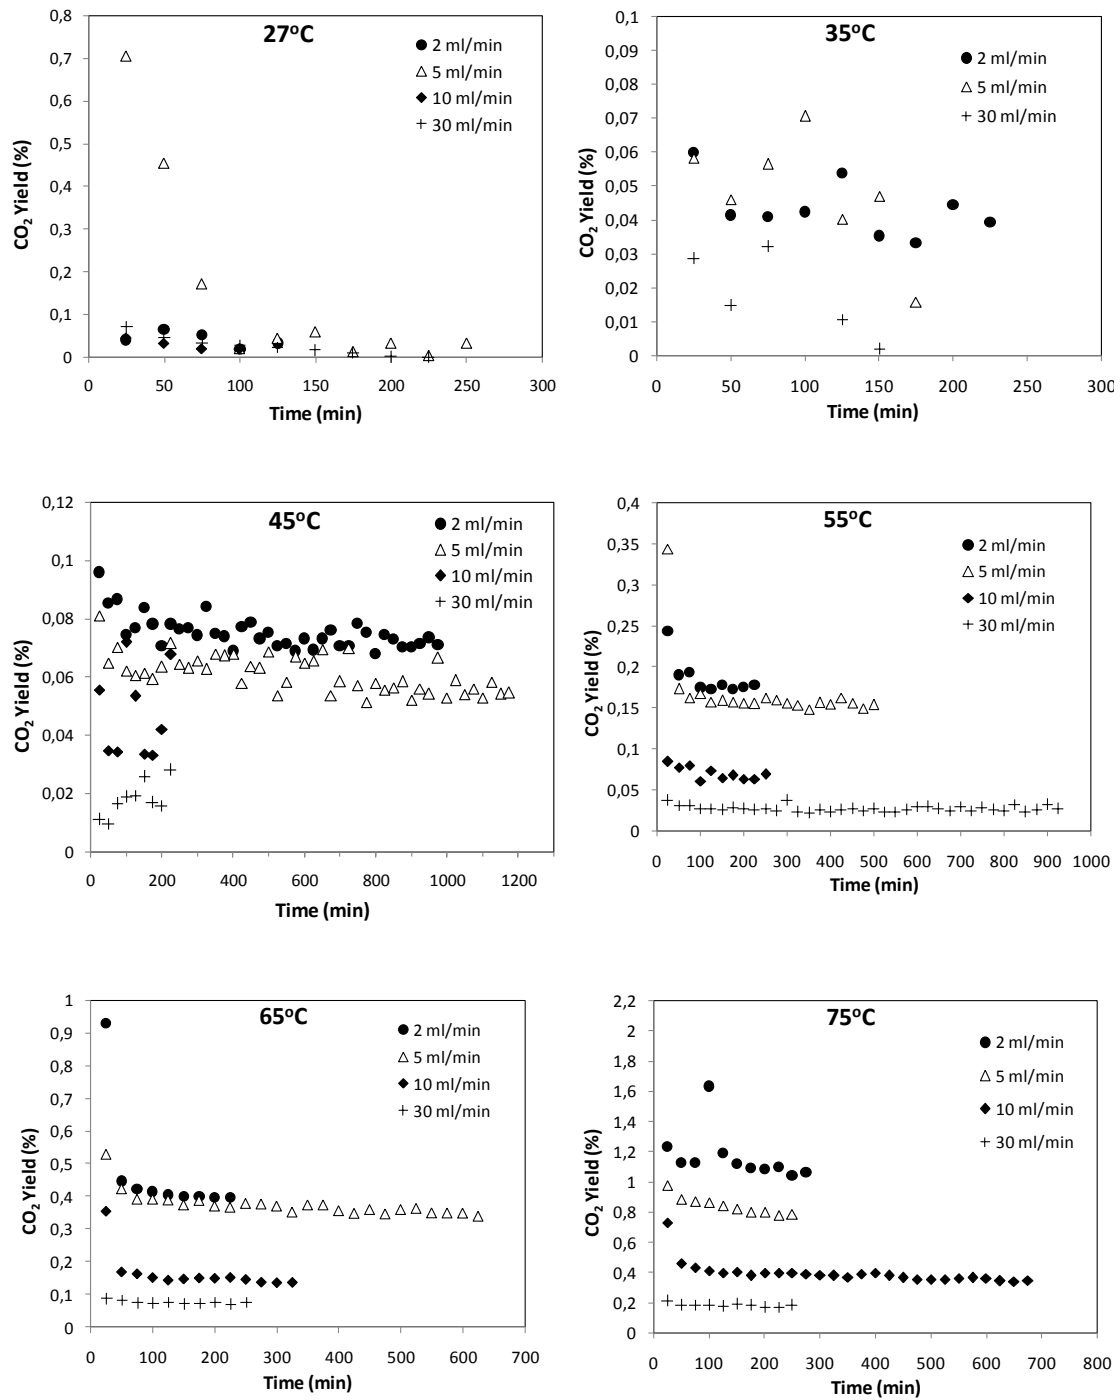 27°C
2 ml/min
5 ml/min
10 ml/min
30 ml/min
0,8
0,7
0,6
0,5
0,4
0,3
0,2
0,1
0
CO2 Yield (%)
0 50 100 150 200 250 300
Time (min)
35°C
2 ml/min
5 ml/min
30 ml/min
0,1
0,09
0,08
0,07
0,06
0,05
0,04
0,03
0,02
0,01
0
CO2 Yield (%)
0 50 100 150 200 250 300
Time (min)
45°C
2 ml/min
5 ml/min
10 ml/min
30 ml/min
0,12
0,1
0,08
0,06
0,04
0,02
0
CO2 Yield (%)
0 200 400 600 800 1000 1200
Time (min)
55°C
2 ml/min
5 ml/min
10 ml/min
30 ml/min
0,4
0,35
0,3
0,25
0,2
0,15
0,1
0,05
0
CO2 Yield (%)
0 100 200 300 400 500 600 700 800 900 1000
Time (min)
65°C
2 ml/min
5 ml/min
10 ml/min
30 ml/min
1
0,9
0,8
0,7
0,6
0,5
0,4
0,3
0,2
0,1
0
CO2 Yield (%)
0 100 200 300 400 500 600 700
Time (min)
75°C
2 ml/min
5 ml/min
10 ml/min
30 ml/min
2,2
2
1,8
1,6
1,4
1,2
1
0,8
0,6
0,4
0,2
0
CO2 Yield (%)
0 100 200 300 400 500 600 700 800
Time (min)